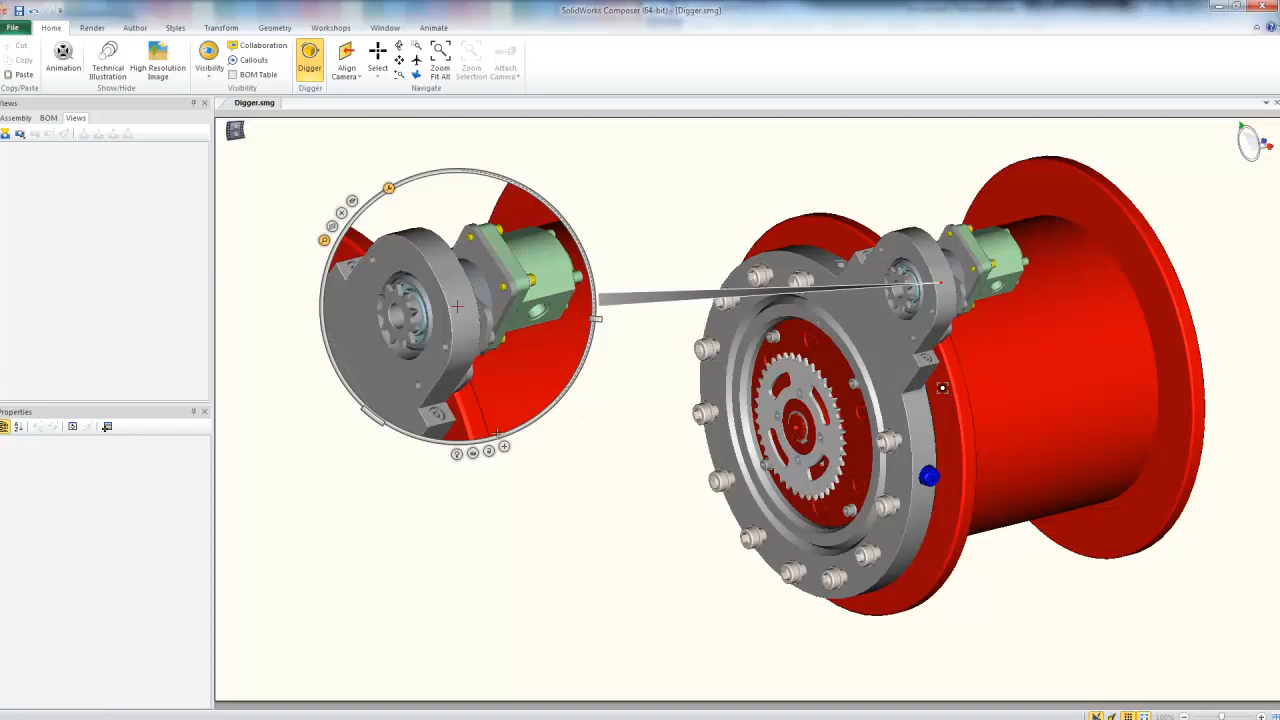 SolidWorks Composer (64-bit) - [Digger.smg]
File Home Render Author Styles Transform Geometry Workshops Window Animate
Cut
Copy
Paste
Copy/Paste
Animation
Technical Illustration
High Resolution Image
Show/Hide
Visibility
Collaboration
Callouts
BOM Table
Visibility
Digger
Digger
Align Camera
Select
Zoom Fit All
Zoom Selection
Attach Camera
Navigate
Views
Assembly BOM Views
Digger.smg
Properties
100%